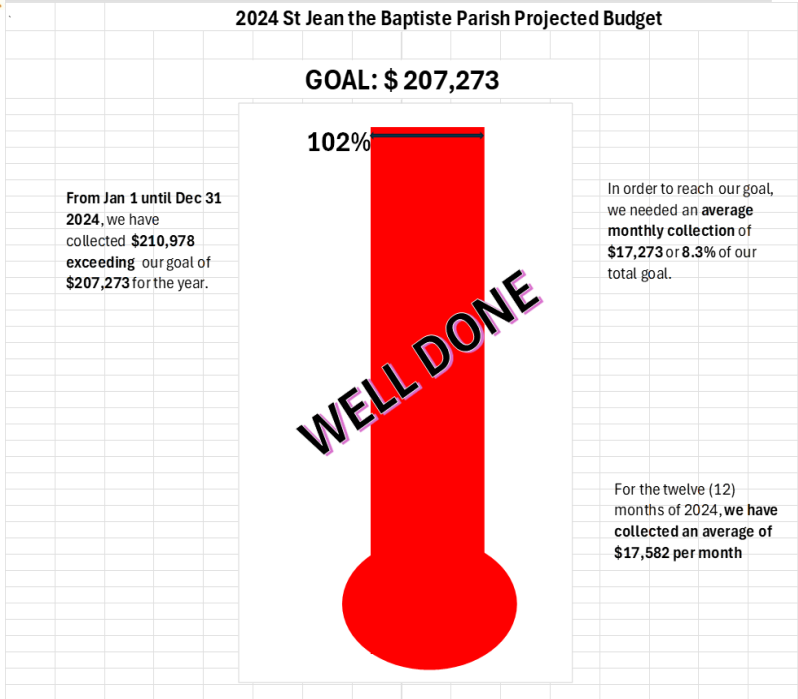 2024 St Jean the Baptiste Parish Projected Budget
GOAL: $ 207,273
102%
From Jan 1 until Dec 31
2024, we have
collected $210,978
exceeding our goal of
$207,273 for the year.
In order to reach our goal,
we needed an average
monthly collection of
$17,273 or 8.3% of our
total goal.
WELL DONE
For the twelve (12)
months of 2024, we have
collected an average of
$17,582 per month